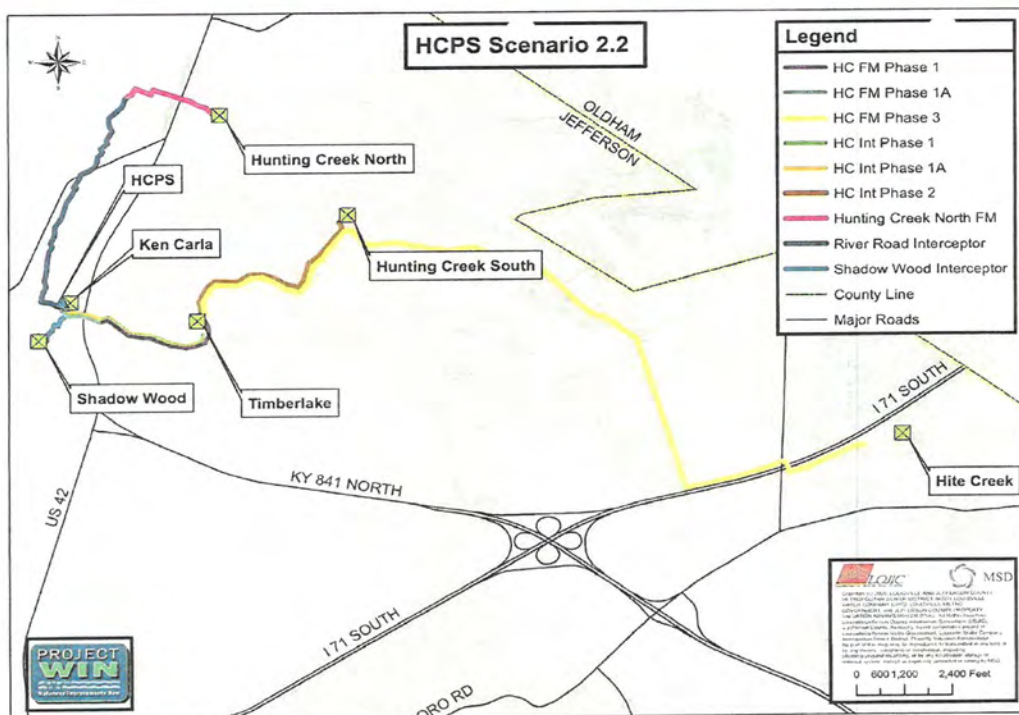 HCPS Scenario 2.2
Legend
HC FM Phase 1
HC FM Phase 1A
HC FM Phase 3
HC Int Phase 1
HC Int Phase 1A
HC Int Phase 2
Hunting Creek North FM
River Road Interceptor
Shadow Wood Interceptor
County Line
Major Roads
OLDHAM
JEFFERSON
Hunting Creek North
HCPS
Ken Carla
Hunting Creek South
Shadow Wood
Timberlake
I 71 SOUTH
Hite Creek
KY 841 NORTH
US 42
I 71 SOUTH
ORO RD
PROJECT
WIN
LOJIC
MSD
0 600 1,200 2,400 Feet